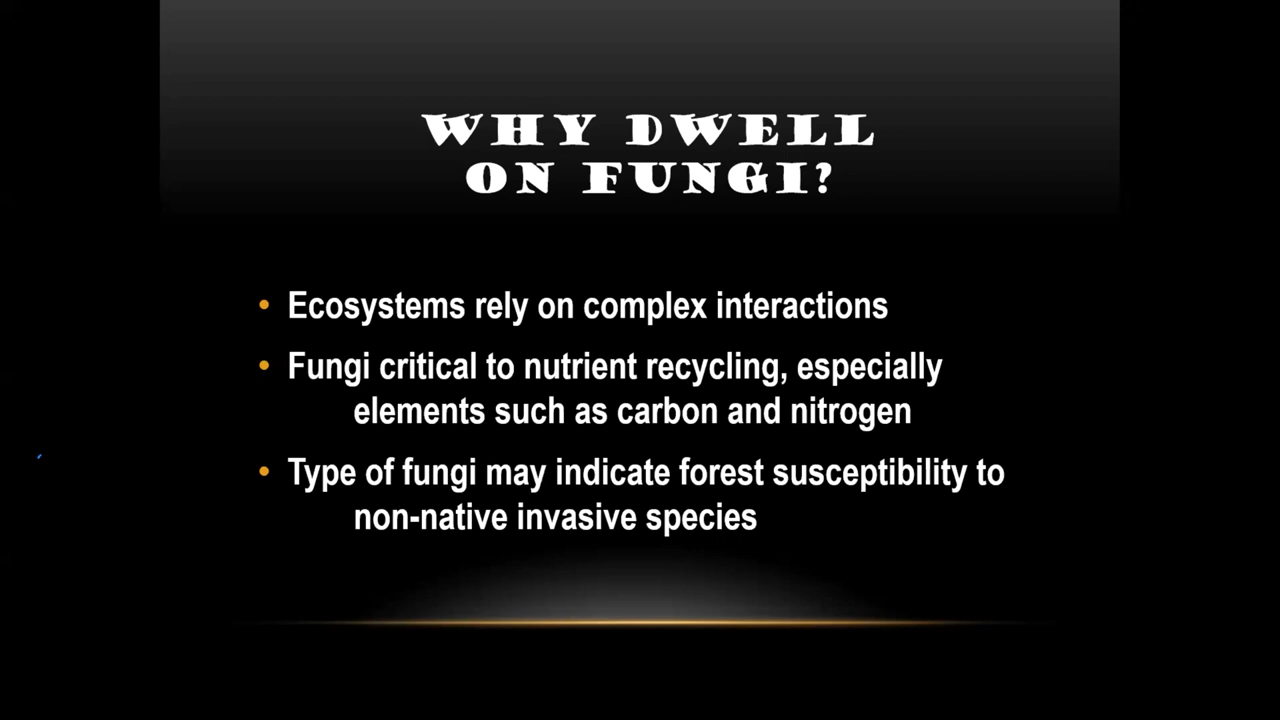 WHY DWELL
ON FUNGI?
• Ecosystems rely on complex interactions
• Fungi critical to nutrient recycling, especially
elements such as carbon and nitrogen
• Type of fungi may indicate forest susceptibility to
non-native invasive species